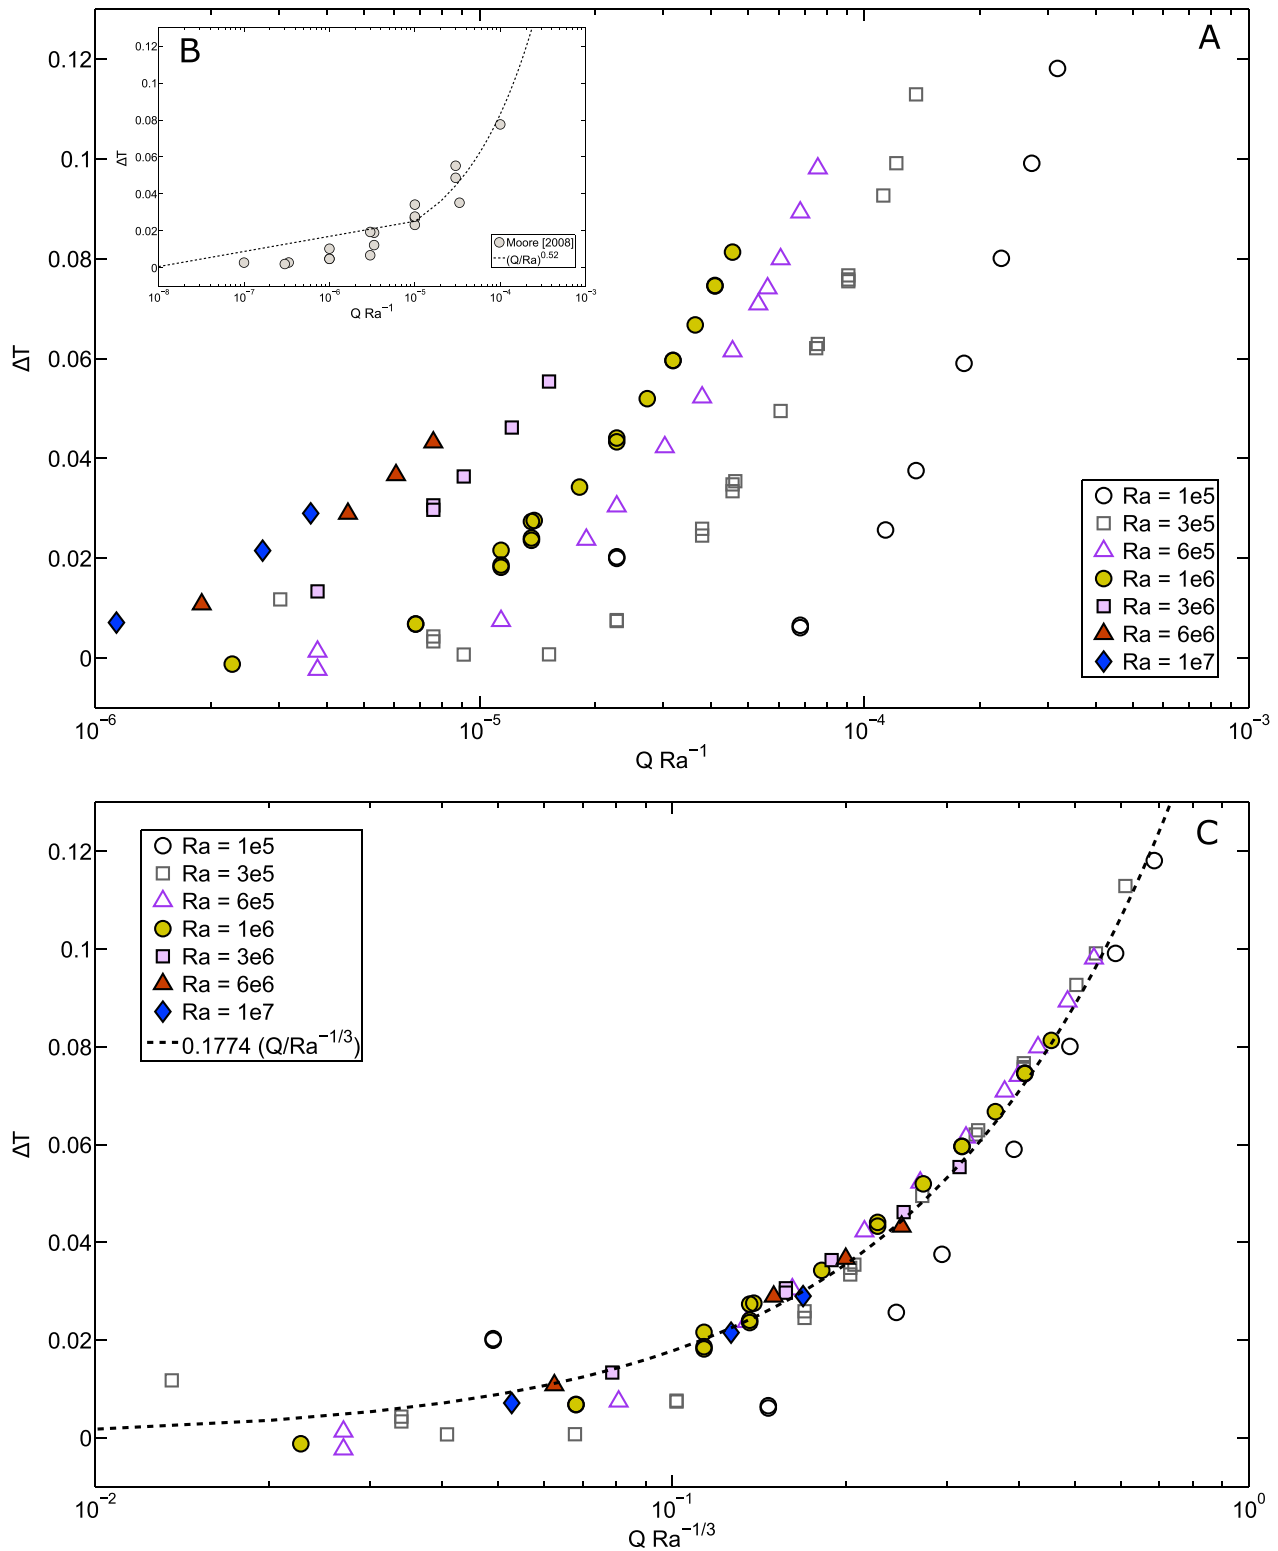 A
B
0.12
0.1
0.08
0.06
0.04
0.02
0
ΔT
10⁻⁸
10⁻⁷
10⁻⁶
10⁻⁵
10⁻⁴
10⁻³
Q Ra⁻¹
Moore [2008]
(Q/Ra)^0.52
0.12
0.1
0.08
0.06
0.04
0.02
0
ΔT
Ra = 1e5
Ra = 3e5
Ra = 6e5
Ra = 1e6
Ra = 3e6
Ra = 6e6
Ra = 1e7
10⁻⁶
10⁻⁵
10⁻⁴
10⁻³
Q Ra⁻¹
C
Ra = 1e5
Ra = 3e5
Ra = 6e5
Ra = 1e6
Ra = 3e6
Ra = 6e6
Ra = 1e7
0.1774 (Q/Ra^−1/3)
0.12
0.1
0.08
0.06
0.04
0.02
0
ΔT
10⁻²
10⁻¹
10⁰
Q Ra^−1/3